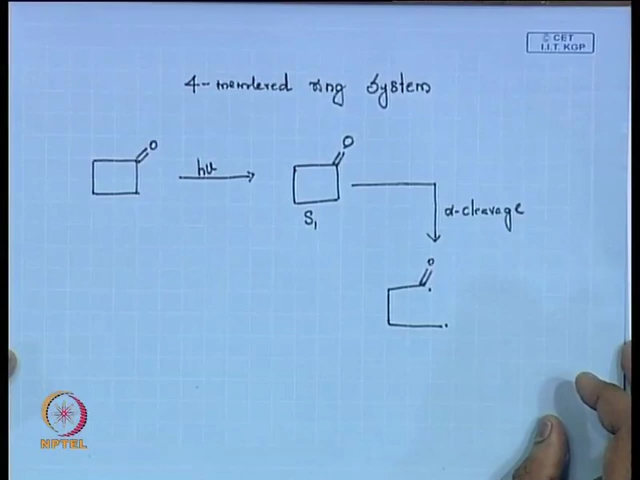 © CET
I.I.T. KGP
4-membered ring System
O
hν
O
S₁
α-cleavage
O
NPTEL